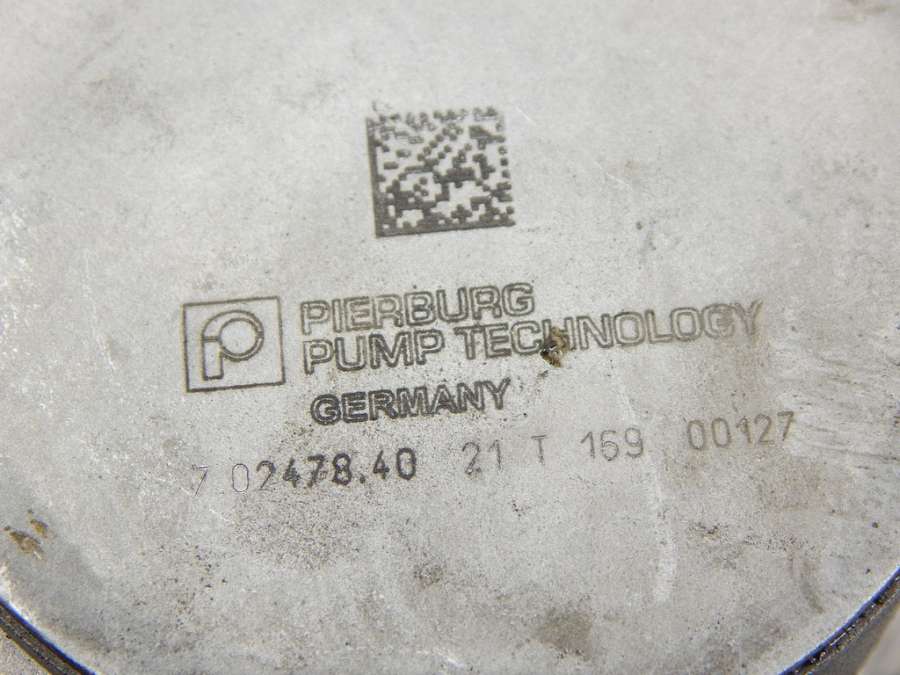 PIERBURG
PUMP TECHNOLOGY
GERMANY
7.02478.40 21 T 169 00127